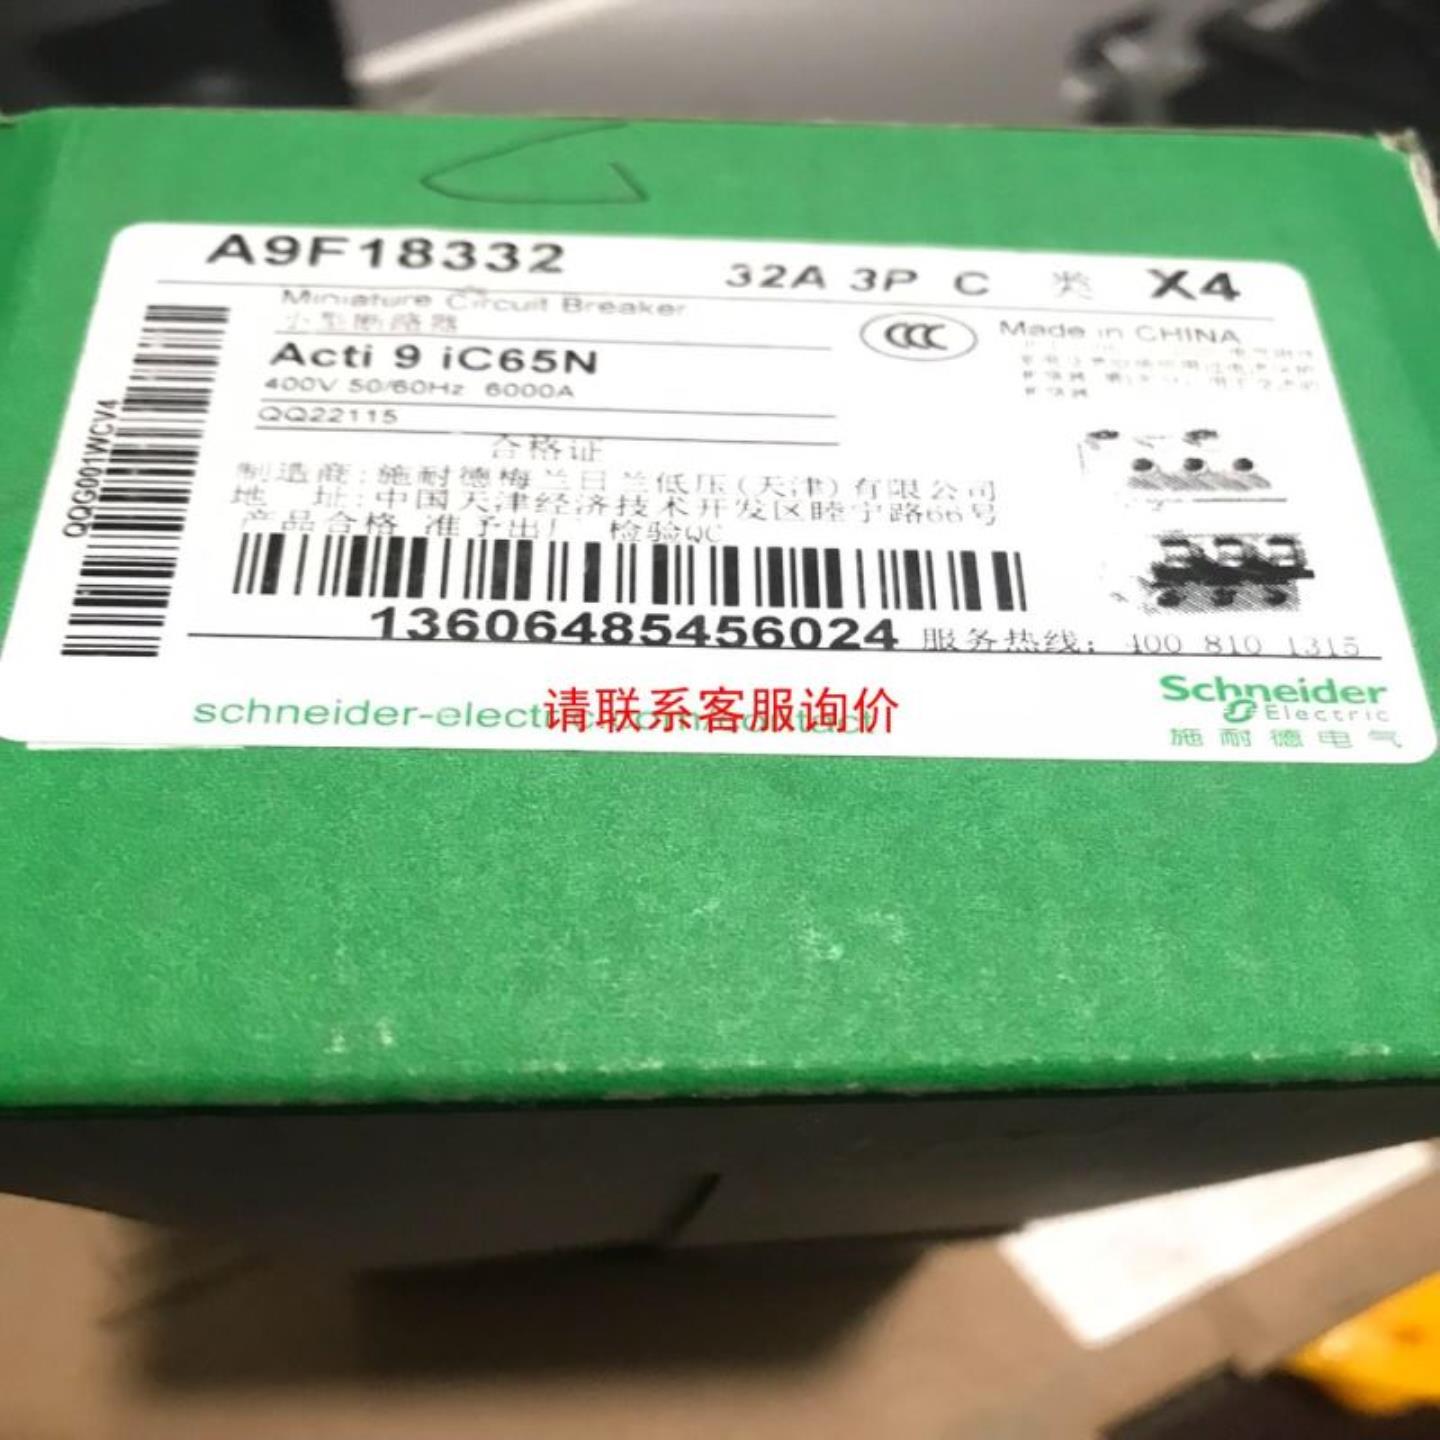 A9F18332
32A 3P C 类 X4
Miniature Circuit Breaker
小型断路器
Acti 9 iC65N
400V 50/60Hz 6000A
QQ22115
CCC
Made in CHINA
QQG001WCV4
合格证
制造商:施耐德梅兰日兰低压(天津)有限公司
地 址:中国天津经济技术开发区睦宁路66号
产品合格 准予出厂 检验QC
13606485456024
服务热线: 400 810 1315
schneider-electric.com/contact
请联系客服询价
Schneider
Electric
施耐德电气